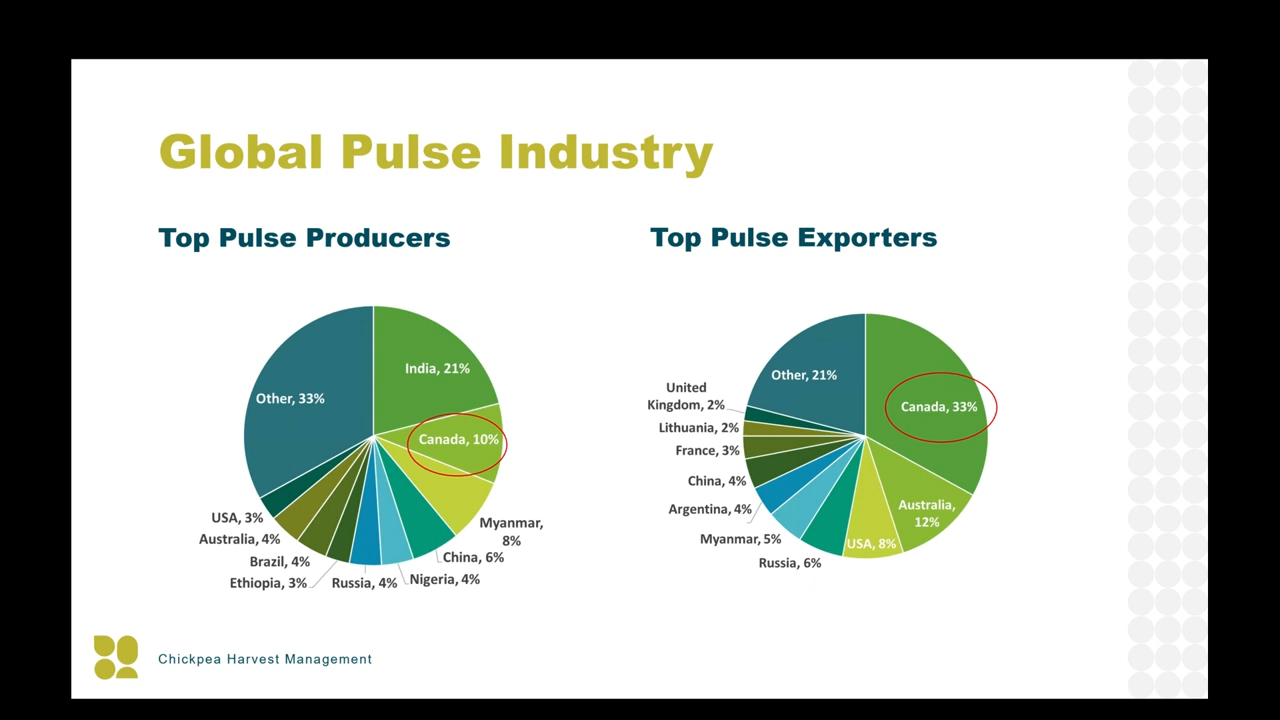 Global Pulse Industry
Top Pulse Producers
India, 21%
Canada, 10%
Myanmar,
8%
China, 6%
Nigeria, 4%
Russia, 4%
Ethiopia, 3%
Brazil, 4%
Australia, 4%
USA, 3%
Other, 33%
Top Pulse Exporters
Canada, 33%
Australia,
12%
USA, 8%
Russia, 6%
Myanmar, 5%
Argentina, 4%
China, 4%
France, 3%
Lithuania, 2%
United
Kingdom, 2%
Other, 21%
Chickpea Harvest Management